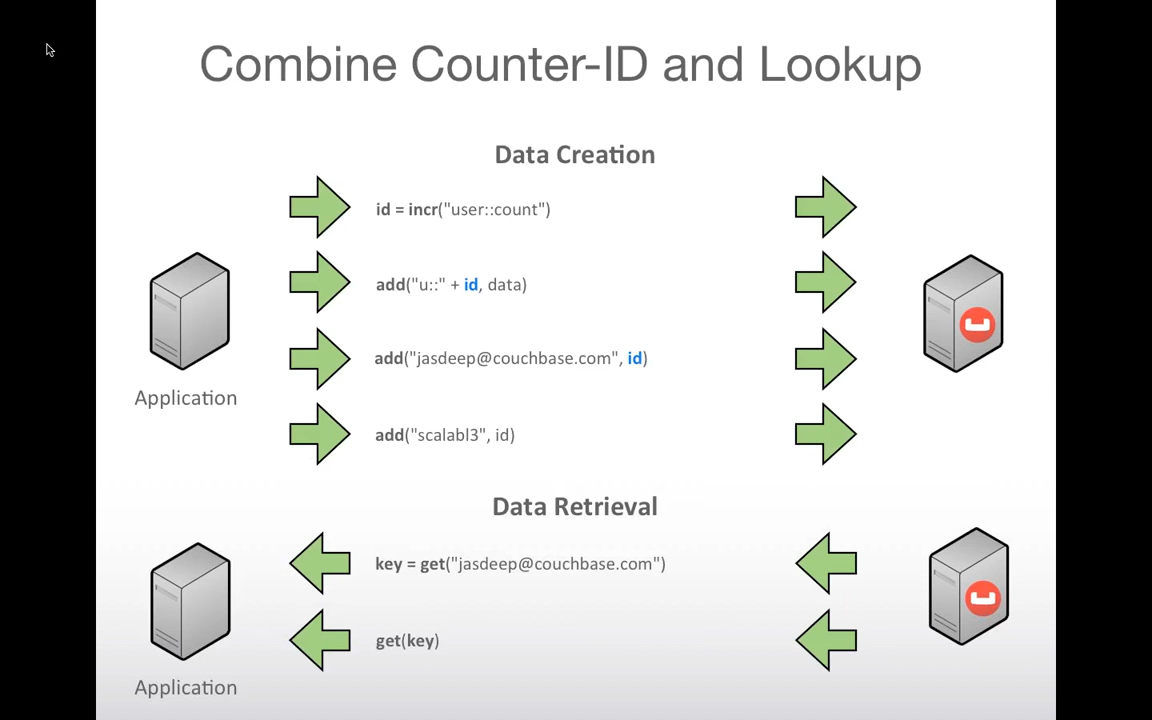 Combine Counter-ID and Lookup
Data Creation
id = incr("user::count")
add("u::" + id, data)
add("jasdeep@couchbase.com", id)
add("scalabl3", id)
Application
Data Retrieval
key = get("jasdeep@couchbase.com")
get(key)
Application